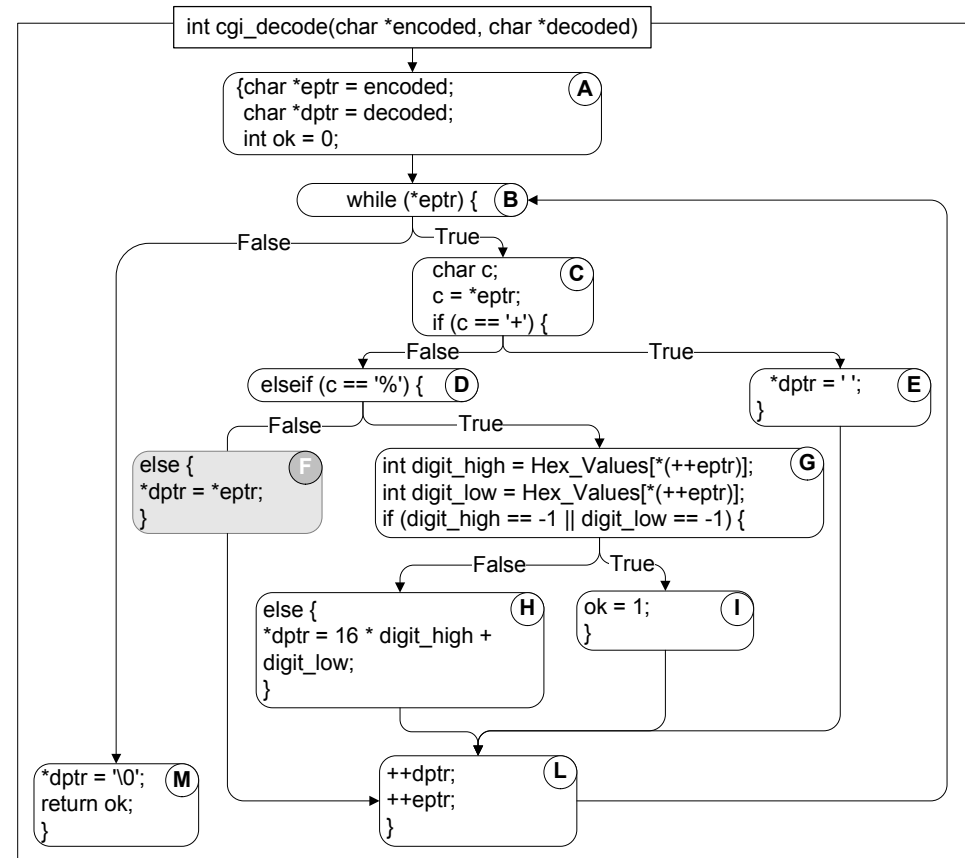 int cgi_decode(char *encoded, char *decoded)
{char *eptr = encoded;
char *dptr = decoded;
int ok = 0;
A
while (*eptr) {
B
False
True
char c;
c = *eptr;
if (c == '+') {
C
False
True
elseif (c == '%') {
D
*dptr = ' ';
}
E
False
True
else {
*dptr = *eptr;
}
F
int digit_high = Hex_Values[*(++eptr)];
int digit_low = Hex_Values[*(++eptr)];
if (digit_high == -1 || digit_low == -1) {
G
False
True
else {
*dptr = 16 * digit_high +
digit_low;
}
H
ok = 1;
}
I
*dptr = '\0';
return ok;
}
M
++dptr;
++eptr;
}
L